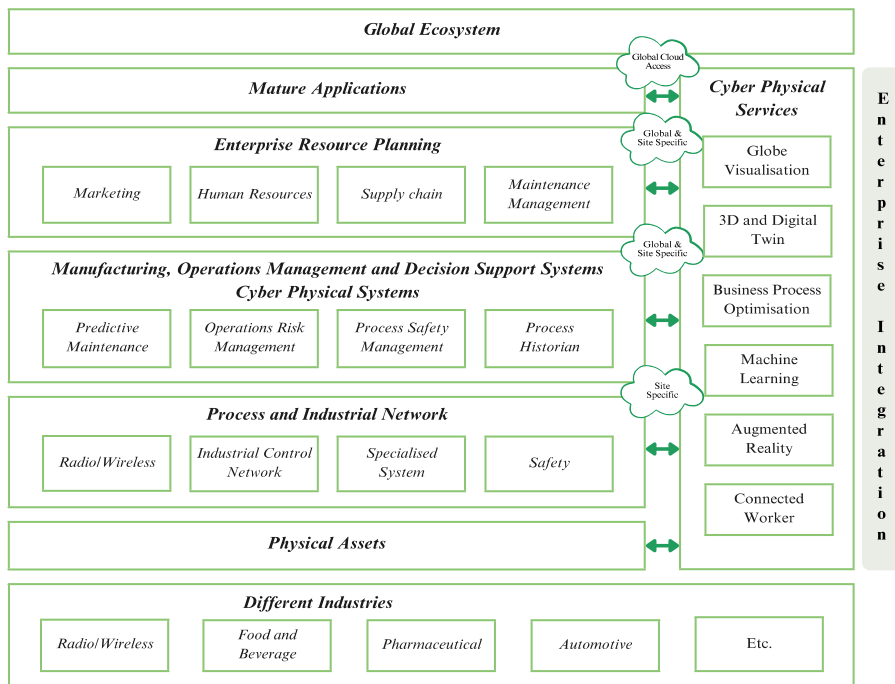 Global Ecosystem
Global Cloud
Access
Mature Applications
Cyber Physical
Services
Enterprise Resource Planning
Global &
Site Specific
Marketing
Human Resources
Supply chain
Maintenance
Management
Globe
Visualisation
3D and Digital
Twin
Global &
Site Specific
Manufacturing, Operations Management and Decision Support Systems
Cyber Physical Systems
Predictive
Maintenance
Operations Risk
Management
Process Safety
Management
Process
Historian
Business Process
Optimisation
Machine
Learning
Site
Specific
Process and Industrial Network
Radio/Wireless
Industrial Control
Network
Specialised
System
Safety
Augmented
Reality
Connected
Worker
Physical Assets
Enterprise Integration
Different Industries
Radio/Wireless
Food and
Beverage
Pharmaceutical
Automotive
Etc.